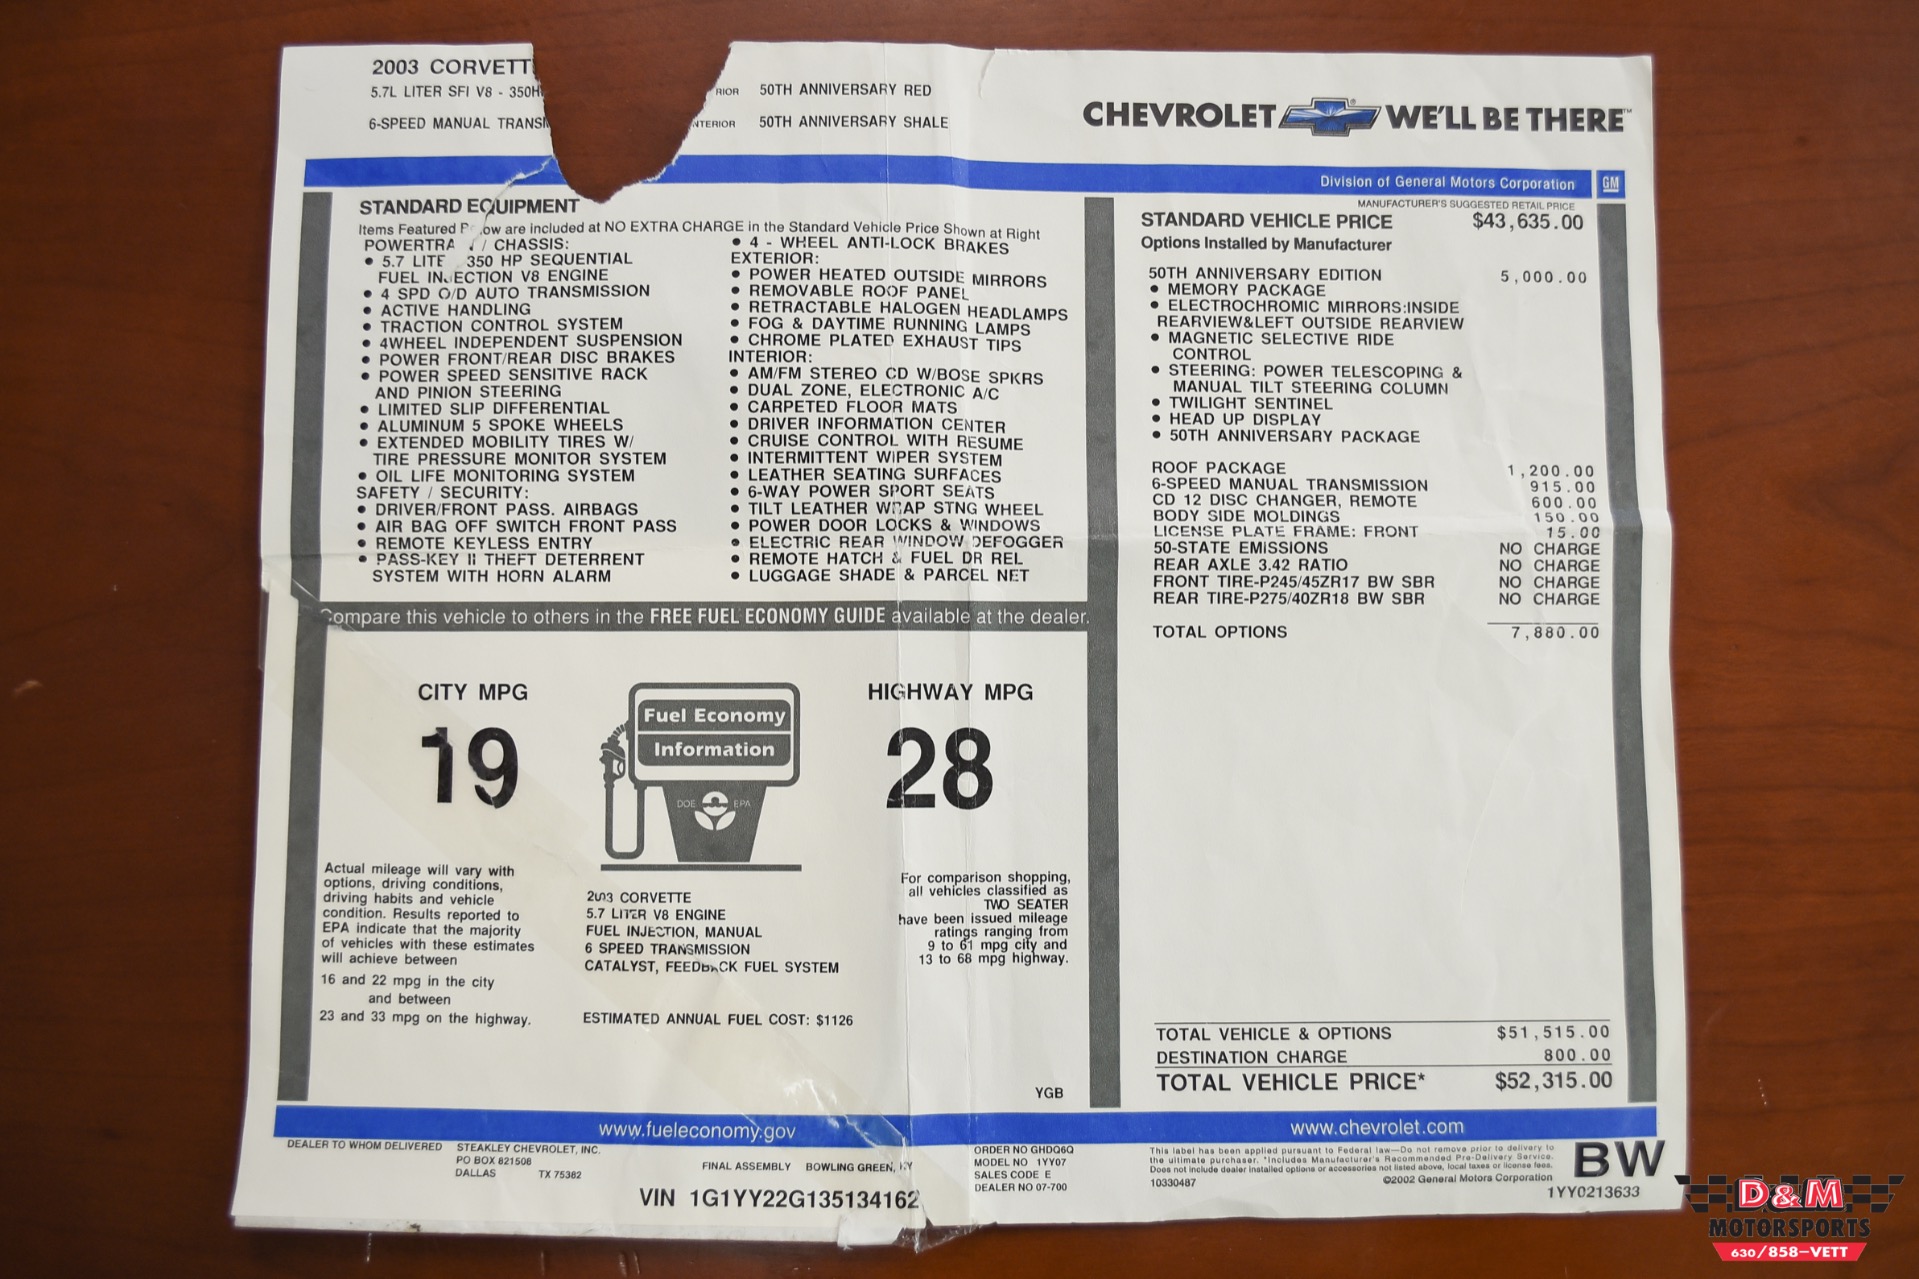 2003 CORVETT
5.7L LITER SFI V8 - 350H
6-SPEED MANUAL TRANS
RIOR 50TH ANNIVERSARY RED
NTERIOR 50TH ANNIVERSARY SHALE
CHEVROLET WE'LL BE THERE™
Division of General Motors Corporation GM
STANDARD EQUIPMENT
Items Featured Below are included at NO EXTRA CHARGE in the Standard Vehicle Price Shown at Right
POWERTRA / CHASSIS:
• 5.7 LITE 350 HP SEQUENTIAL
FUEL INJECTION V8 ENGINE
• 4 SPD O/D AUTO TRANSMISSION
• ACTIVE HANDLING
• TRACTION CONTROL SYSTEM
• 4WHEEL INDEPENDENT SUSPENSION
• POWER FRONT/REAR DISC BRAKES
• POWER SPEED SENSITIVE RACK
AND PINION STEERING
• LIMITED SLIP DIFFERENTIAL
• ALUMINUM 5 SPOKE WHEELS
• EXTENDED MOBILITY TIRES W/
TIRE PRESSURE MONITOR SYSTEM
• OIL LIFE MONITORING SYSTEM
SAFETY / SECURITY:
• DRIVER/FRONT PASS. AIRBAGS
• AIR BAG OFF SWITCH FRONT PASS
• REMOTE KEYLESS ENTRY
• PASS-KEY II THEFT DETERRENT
SYSTEM WITH HORN ALARM
• 4 - WHEEL ANTI-LOCK BRAKES
EXTERIOR:
• POWER HEATED OUTSIDE MIRRORS
• REMOVABLE ROOF PANEL
• RETRACTABLE HALOGEN HEADLAMPS
• FOG & DAYTIME RUNNING LAMPS
• CHROME PLATED EXHAUST TIPS
INTERIOR:
• AM/FM STEREO CD W/BOSE SPKRS
• DUAL ZONE, ELECTRONIC A/C
• CARPETED FLOOR MATS
• DRIVER INFORMATION CENTER
• CRUISE CONTROL WITH RESUME
• INTERMITTENT WIPER SYSTEM
• LEATHER SEATING SURFACES
• 6-WAY POWER SPORT SEATS
• TILT LEATHER WRAP STNG WHEEL
• POWER DOOR LOCKS & WINDOWS
• ELECTRIC REAR WINDOW DEFOGGER
• REMOTE HATCH & FUEL DR REL
• LUGGAGE SHADE & PARCEL NET
MANUFACTURER'S SUGGESTED RETAIL PRICE
STANDARD VEHICLE PRICE $43,635.00
Options Installed by Manufacturer
50TH ANNIVERSARY EDITION 5,000.00
• MEMORY PACKAGE
• ELECTROCHROMIC MIRRORS:INSIDE
REARVIEW&LEFT OUTSIDE REARVIEW
• MAGNETIC SELECTIVE RIDE
CONTROL
• STEERING: POWER TELESCOPING &
MANUAL TILT STEERING COLUMN
• TWILIGHT SENTINEL
• HEAD UP DISPLAY
• 50TH ANNIVERSARY PACKAGE
ROOF PACKAGE 1,200.00
6-SPEED MANUAL TRANSMISSION 915.00
CD 12 DISC CHANGER, REMOTE 600.00
BODY SIDE MOLDINGS 150.00
LICENSE PLATE FRAME: FRONT 15.00
50-STATE EMISSIONS NO CHARGE
REAR AXLE 3.42 RATIO NO CHARGE
FRONT TIRE-P245/45ZR17 BW SBR NO CHARGE
REAR TIRE-P275/40ZR18 BW SBR NO CHARGE
TOTAL OPTIONS 7,880.00
TOTAL VEHICLE & OPTIONS $51,515.00
DESTINATION CHARGE 800.00
TOTAL VEHICLE PRICE* $52,315.00
Compare this vehicle to others in the FREE FUEL ECONOMY GUIDE available at the dealer.
CITY MPG
19
Fuel Economy
Information
DOE EPA
HIGHWAY MPG
28
Actual mileage will vary with
options, driving conditions,
driving habits and vehicle
condition. Results reported to
EPA indicate that the majority
of vehicles with these estimates
will achieve between
16 and 22 mpg in the city
and between
23 and 33 mpg on the highway.
2003 CORVETTE
5.7 LITER V8 ENGINE
FUEL INJECTION, MANUAL
6 SPEED TRANSMISSION
CATALYST, FEEDBACK FUEL SYSTEM
ESTIMATED ANNUAL FUEL COST: $1126
For comparison shopping,
all vehicles classified as
TWO SEATER
have been issued mileage
ratings ranging from
9 to 61 mpg city and
13 to 68 mpg highway.
YGB
www.fueleconomy.gov
www.chevrolet.com
DEALER TO WHOM DELIVERED STEAKLEY CHEVROLET, INC.
PO BOX 821508
DALLAS TX 75382
FINAL ASSEMBLY BOWLING GREEN, KY
VIN 1G1YY22G135134162
ORDER NO GHDQ6Q
MODEL NO 1YY07
SALES CODE E
DEALER NO 07-700
This label has been applied pursuant to Federal law—Do not remove prior to delivery to
the ultimate purchaser. *Includes Manufacturer's Recommended Pre-Delivery Service.
Does not include dealer installed options or accessories not listed above, local taxes or license fees.
10330487 ©2002 General Motors Corporation
BW
1YY0213633
D&M
MOTORSPORTS
630/858-VETT